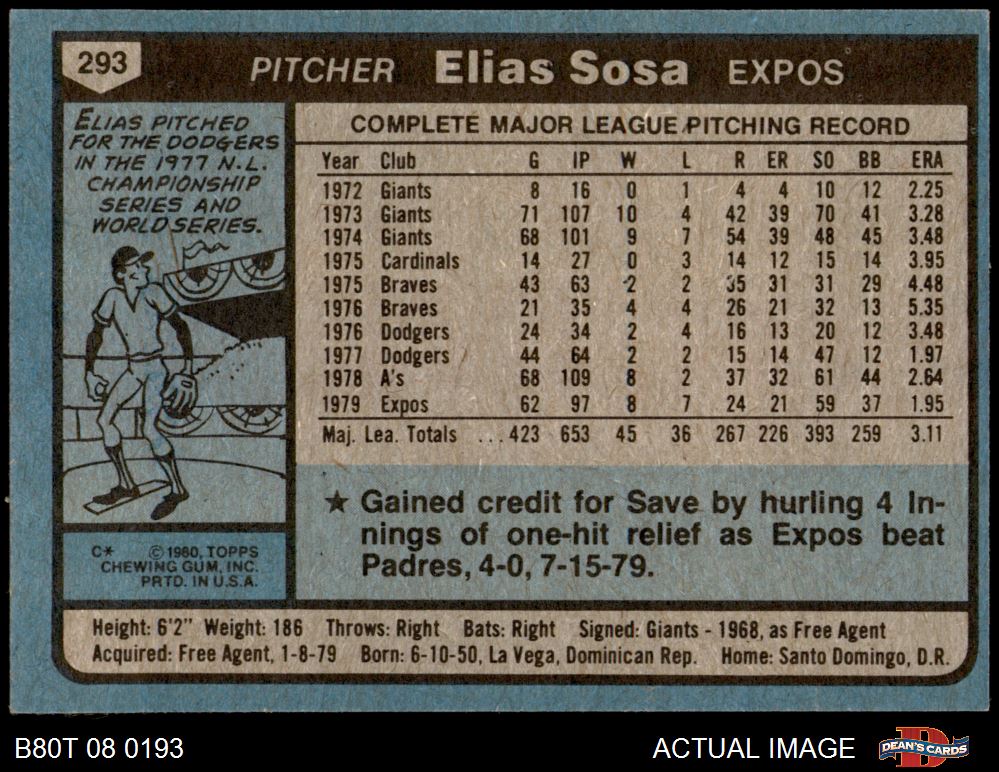 293 PITCHER Elias Sosa EXPOS
ELIAS PITCHED
FOR THE DODGERS
IN THE 1977 N.L.
CHAMPIONSHIP
SERIES AND
WORLD SERIES.
COMPLETE MAJOR LEAGUE PITCHING RECORD
Year Club G IP W L R ER SO BB ERA
1972 Giants 8 16 0 1 4 4 10 12 2.25
1973 Giants 71 107 10 4 42 39 70 41 3.28
1974 Giants 68 101 9 7 54 39 48 45 3.48
1975 Cardinals 14 27 0 3 14 12 15 14 3.95
1975 Braves 43 63 2 2 35 31 31 29 4.48
1976 Braves 21 35 4 4 26 21 32 13 5.35
1976 Dodgers 24 34 2 4 16 13 20 12 3.48
1977 Dodgers 44 64 2 2 15 14 47 12 1.97
1978 A's 68 109 8 2 37 32 61 44 2.64
1979 Expos 62 97 8 7 24 21 59 37 1.95
Maj. Lea. Totals ... 423 653 45 36 267 226 393 259 3.11
★ Gained credit for Save by hurling 4 In-
nings of one-hit relief as Expos beat
Padres, 4-0, 7-15-79.
C* © 1980, TOPPS
CHEWING GUM, INC.
PRTD. IN U.S.A.
Height: 6'2" Weight: 186 Throws: Right Bats: Right Signed: Giants - 1968, as Free Agent
Acquired: Free Agent, 1-8-79 Born: 6-10-50, La Vega, Dominican Rep. Home: Santo Domingo, D.R.
B80T 08 0193 ACTUAL IMAGE DEAN'S CARDS